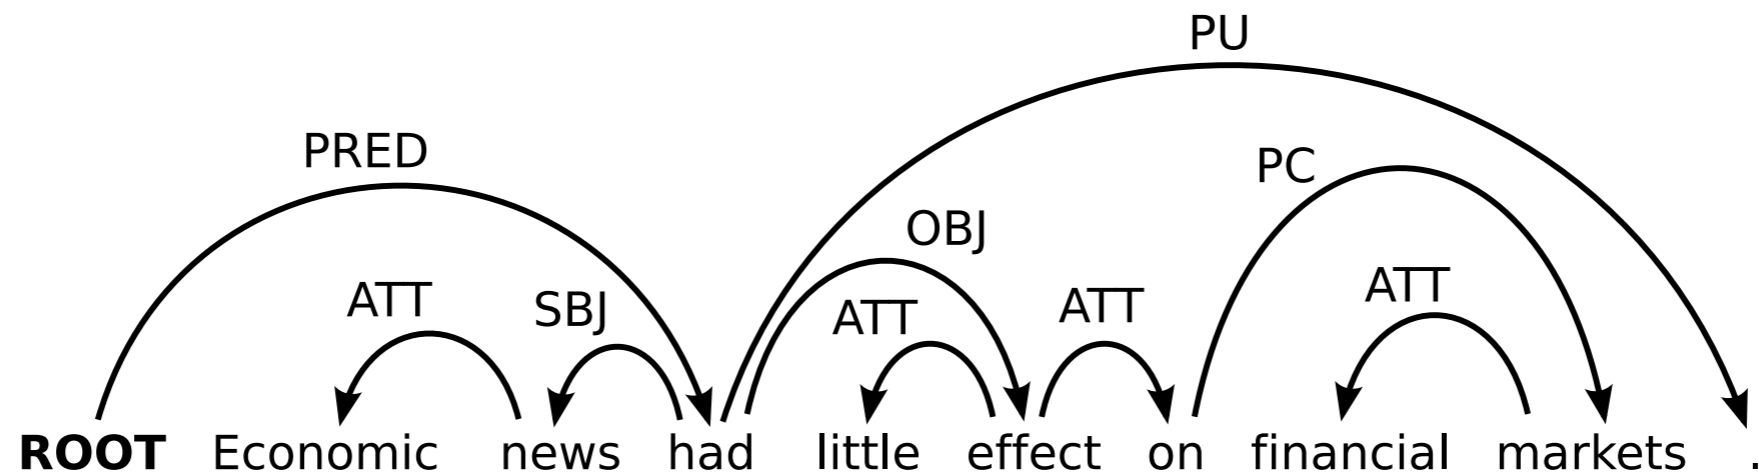 PU
PRED
PC
OBJ
ATT
SBJ
ATT
ATT
ATT
ROOT Economic news had little effect on financial markets .